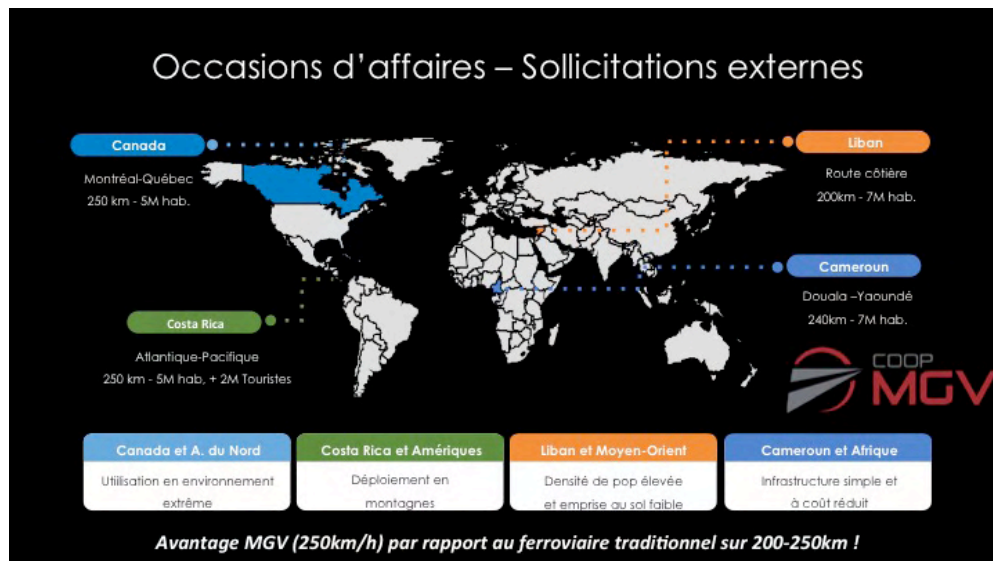 Occasions d'affaires – Sollicitations externes
Canada
Montréal-Québec
250 km - 5M hab.
Liban
Route côtière
200km - 7M hab.
Cameroun
Douala –Yaoundé
240km - 7M hab.
Costa Rica
Atlantique-Pacifique
250 km - 5M hab, + 2M Touristes
COOP
MGV
Canada et A. du Nord
Utilisation en environnement
extrême
Costa Rica et Amériques
Déploiement en
montagnes
Liban et Moyen-Orient
Densité de pop élevée
et emprise au sol faible
Cameroun et Afrique
Infrastructure simple et
à coût réduit
Avantage MGV (250km/h) par rapport au ferroviaire traditionnel sur 200-250km !